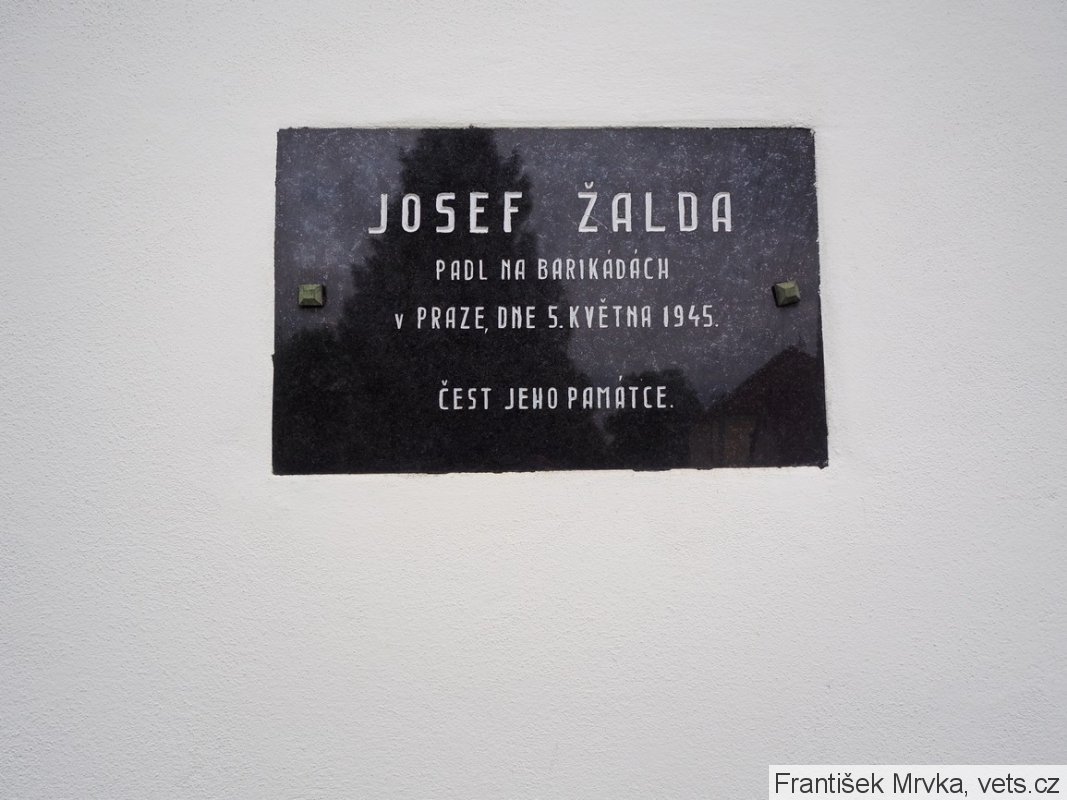 JOSEF ŽALDA
PADL NA BARIKÁDÁCH
v PRAZE, DNE 5. KVĚTNA 1945.
ČEST JEHO PAMÁTCE.
František Mrvka, vets.cz